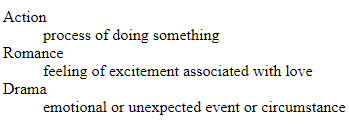 Action
process of doing something
Romance
feeling of excitement associated with love
Drama
emotional or unexpected event or circumstance